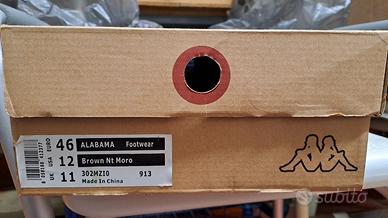 46 EURO
12 USA
11 UK
ALABAMA Footwear
Brown Nt Moro
302MZI0 913
Made In China
subito